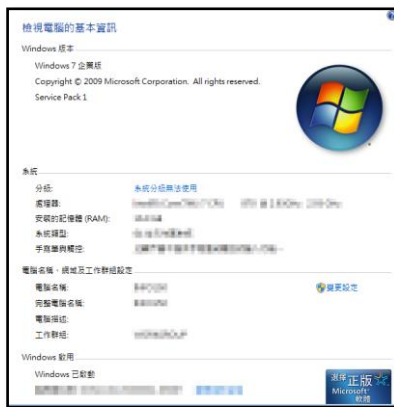 檢視電腦的基本資訊
Windows 版本
Windows 7 企業版
Copyright © 2009 Microsoft Corporation. All rights reserved.
Service Pack 1
系統
分級: 系統分級無法使用
處理器:
安裝的記憶體 (RAM):
系統類型:
手寫筆與觸控:
電腦名稱、網域及工作群組設定
電腦名稱: 變更設定
完整電腦名稱:
電腦描述:
工作群組: WORKGROUP
Windows 啟用
Windows 已啟動
選擇 正版
Microsoft
軟體